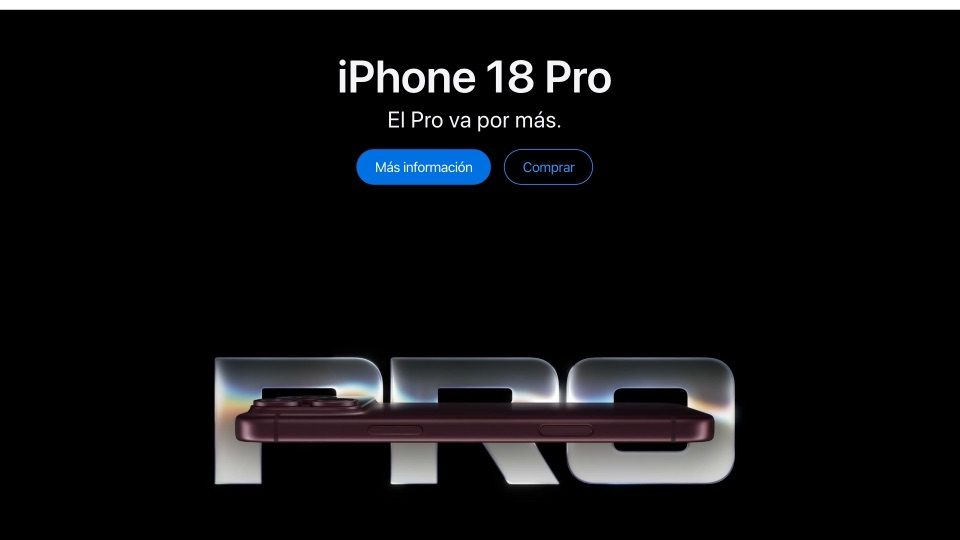 iPhone 18 Pro
El Pro va por más.
Más información
Comprar
PRO